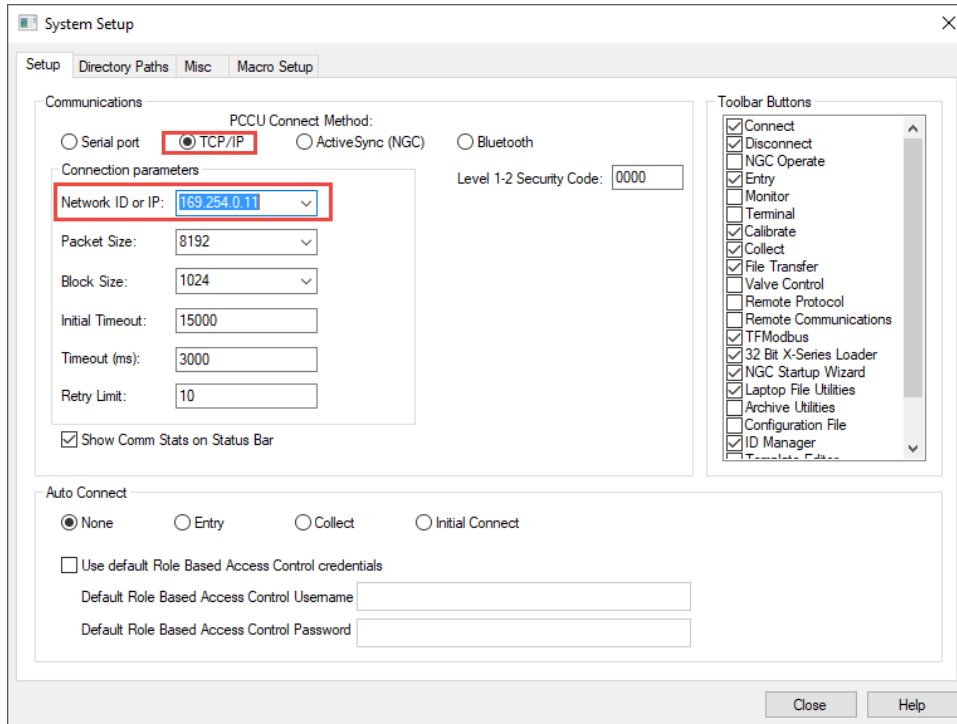 System Setup
Setup
Directory Paths
Misc
Macro Setup
Communications
PCCU Connect Method:
Serial port
TCP/IP
ActiveSync (NGC)
Bluetooth
Connection parameters
Network ID or IP:
169.254.0.11
Level 1-2 Security Code:
0000
Packet Size:
8192
Block Size:
1024
Initial Timeout:
15000
Timeout (ms):
3000
Retry Limit:
10
Show Comm Stats on Status Bar
Toolbar Buttons
Connect
Disconnect
NGC Operate
Entry
Monitor
Terminal
Calibrate
Collect
File Transfer
Valve Control
Remote Protocol
Remote Communications
TFModbus
32 Bit X-Series Loader
NGC Startup Wizard
Laptop File Utilities
Archive Utilities
Configuration File
ID Manager
Template Editor
Auto Connect
None
Entry
Collect
Initial Connect
Use default Role Based Access Control credentials
Default Role Based Access Control Username
Default Role Based Access Control Password
Close
Help